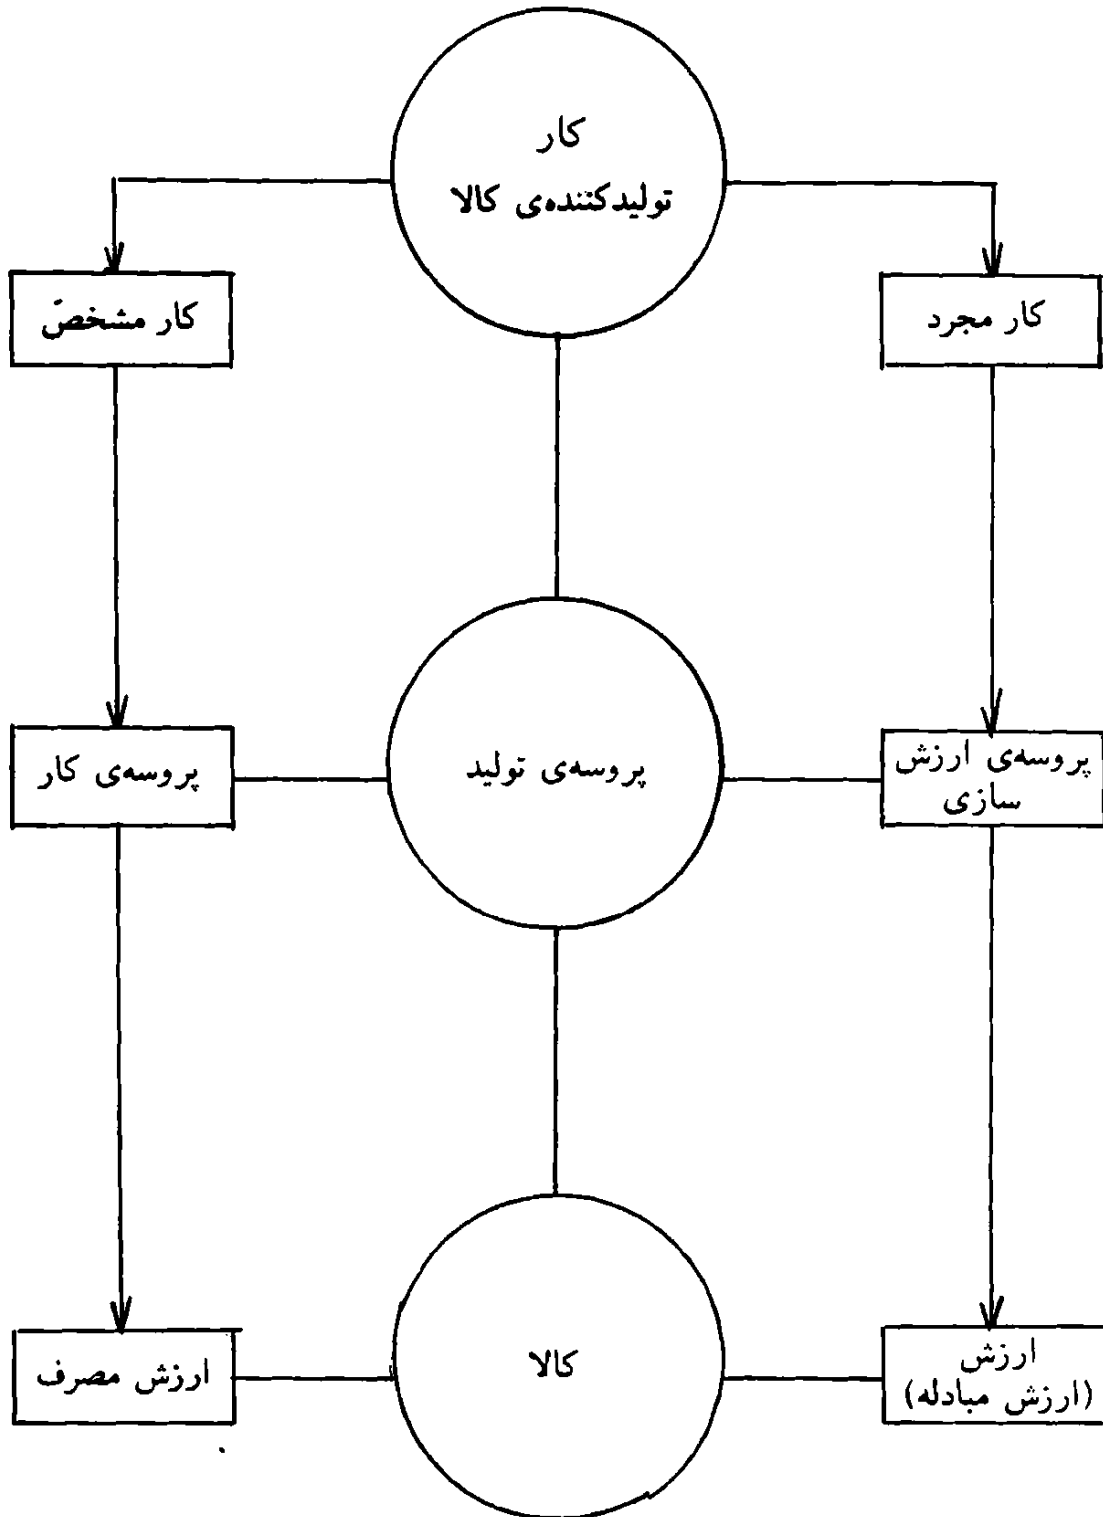 کار
تولیدکننده‌ی کالا
کار مجرد
کار مشخصّ
پروسه‌ی ارزش
سازی
پروسه‌ی تولید
پروسه‌ی کار
ارزش
(ارزش مبادله)
کالا
ارزش مصرف